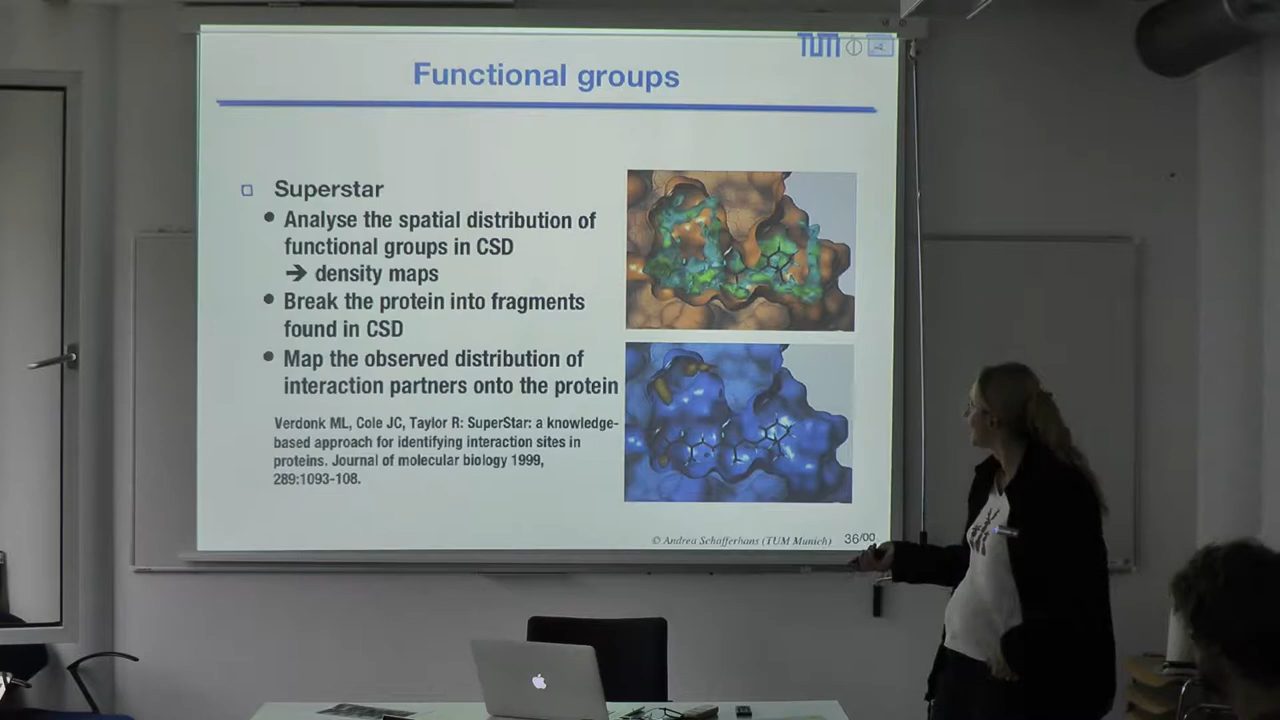 TUM
Functional groups
Superstar
Analyse the spatial distribution of
functional groups in CSD
➔ density maps
Break the protein into fragments
found in CSD
Map the observed distribution of
interaction partners onto the protein
Verdonk ML, Cole JC, Taylor R: SuperStar: a knowledge-
based approach for identifying interaction sites in
proteins. Journal of molecular biology 1999,
289:1093-108.
© Andrea Schafferhans (TUM Munich) 36/00